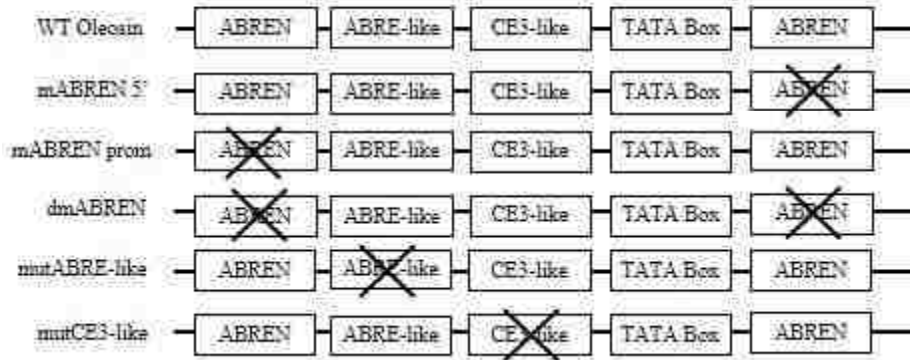 WT Oleosin ABREN ABRE-like CE3-like TATA Box ABREN
mABREN 5' ABREN ABRE-like CE3-like TATA Box ABREN
mABREN prom ABREN ABRE-like CE3-like TATA Box ABREN
dmABREN ABREN ABRE-like CE3-like TATA Box ABREN
mutABRE-like ABREN ABRE-like CE3-like TATA Box ABREN
mutCE3-like ABREN ABRE-like CE3-like TATA Box ABREN